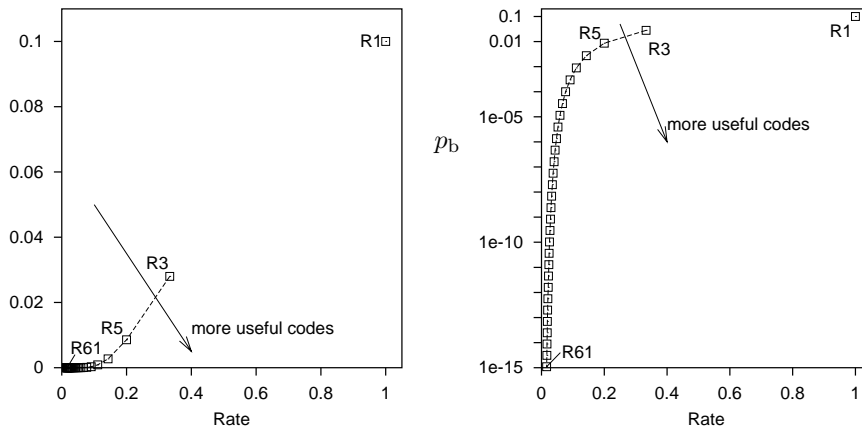 0.1
0.08
0.06
0.04
0.02
0
R1
R3
R5
R61
more useful codes
0 0.2 0.4 0.6 0.8 1
Rate
p_b
0.1
0.01
1e-05
1e-10
1e-15
R5
R3
R1
more useful codes
R61
0 0.2 0.4 0.6 0.8 1
Rate